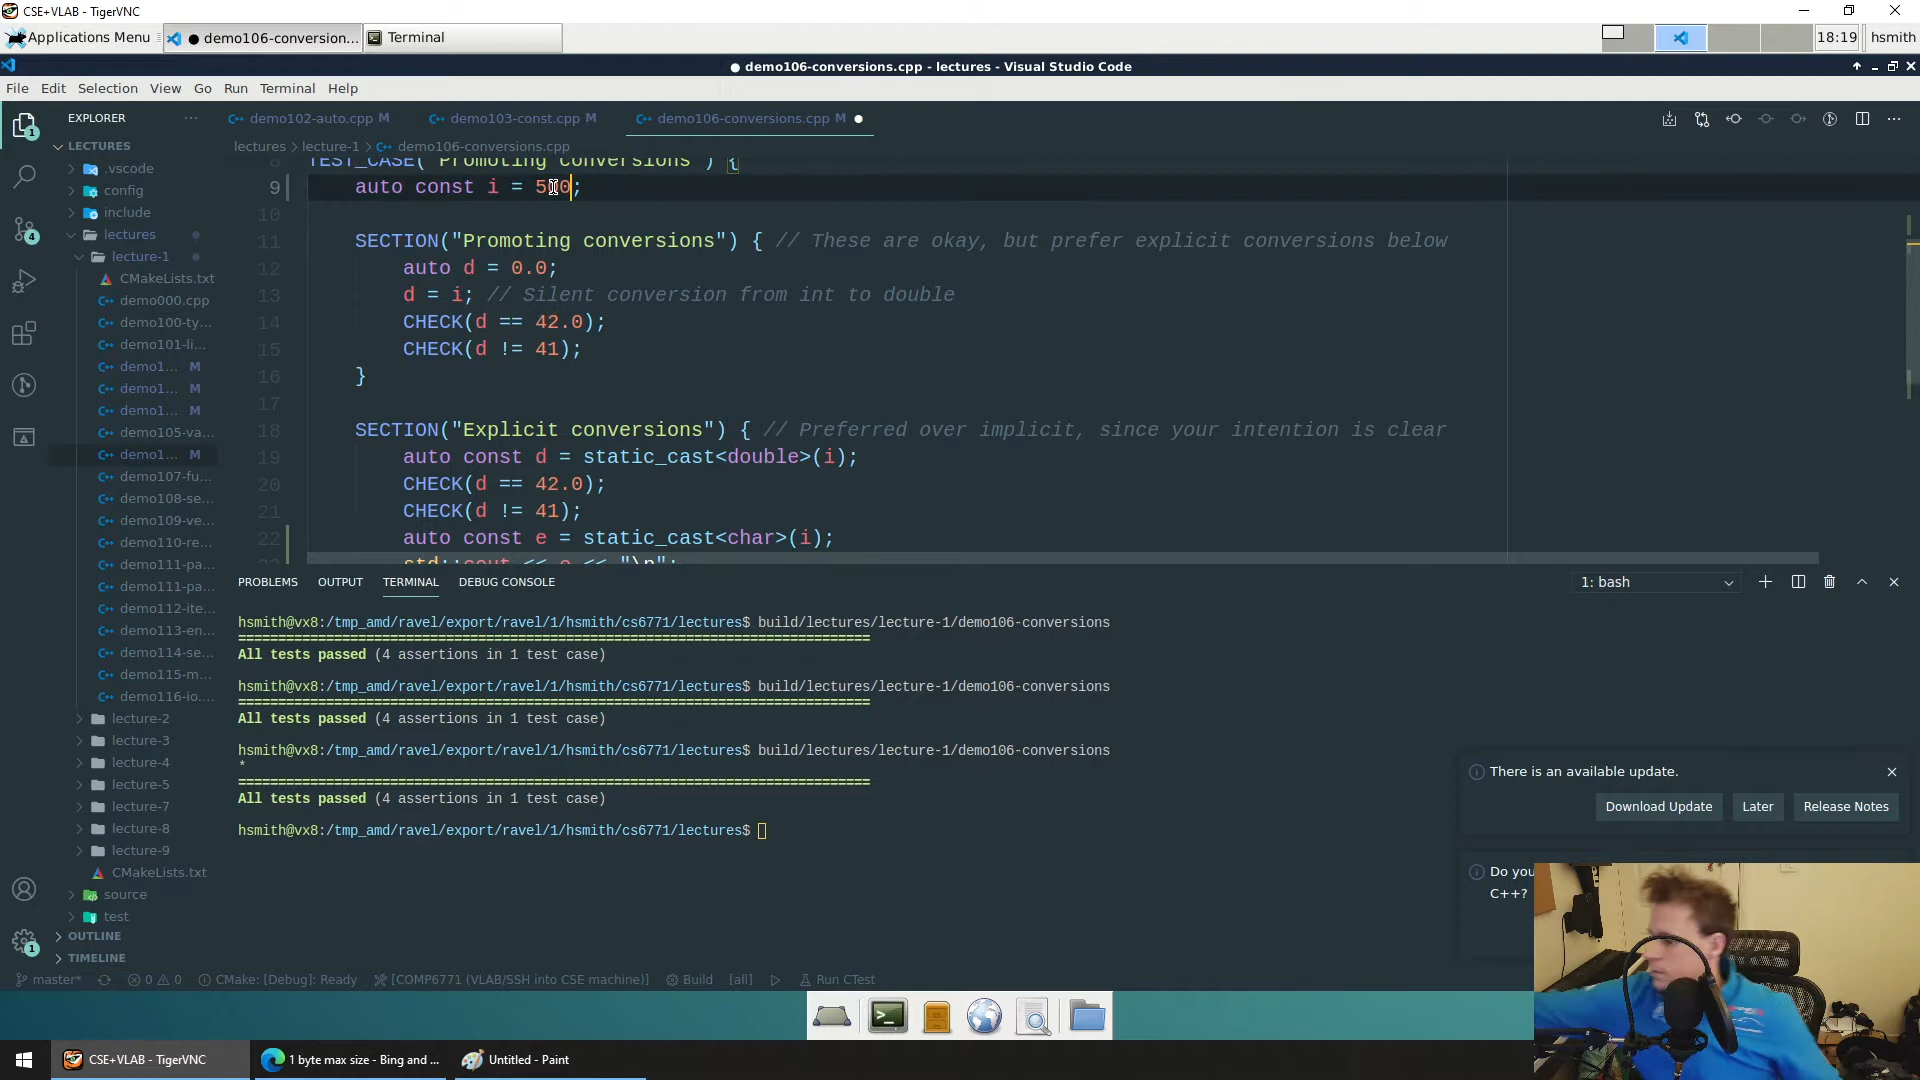 CSE+VLAB - TigerVNC
Applications Menu
demo106-conversion...
Terminal
18:19
hsmith
demo106-conversions.cpp - lectures - Visual Studio Code
File Edit Selection View Go Run Terminal Help
EXPLORER
demo102-auto.cpp M
demo103-const.cpp M
demo106-conversions.cpp M
LECTURES
lectures > lecture-1 > demo106-conversions.cpp
.vscode
config
include
lectures
lecture-1
CMakeLists.txt
demo000.cpp
demo100-ty...
demo101-li...
demo1... M
demo1... M
demo1... M
demo105-va...
demo1... M
demo107-fu...
demo108-se...
demo109-ve...
demo110-re...
demo111-pa...
demo111-pa...
demo112-ite...
demo113-en...
demo114-se...
demo115-m...
demo116-io....
lecture-2
lecture-3
lecture-4
lecture-5
lecture-7
lecture-8
lecture-9
CMakeLists.txt
source
test
OUTLINE
TIMELINE
TEST_CASE("Promoting conversions") {
9 auto const i = 500;
10
11 SECTION("Promoting conversions") { // These are okay, but prefer explicit conversions below
12 auto d = 0.0;
13 d = i; // Silent conversion from int to double
14 CHECK(d == 42.0);
15 CHECK(d != 41);
16 }
17
18 SECTION("Explicit conversions") { // Preferred over implicit, since your intention is clear
19 auto const d = static_cast<double>(i);
20 CHECK(d == 42.0);
21 CHECK(d != 41);
22 auto const e = static_cast<char>(i);
std::cout << e << "\n";
PROBLEMS OUTPUT TERMINAL DEBUG CONSOLE
1: bash
hsmith@vx8:/tmp_amd/ravel/export/ravel/1/hsmith/cs6771/lectures$ build/lectures/lecture-1/demo106-conversions
===============================================================================
All tests passed (4 assertions in 1 test case)
hsmith@vx8:/tmp_amd/ravel/export/ravel/1/hsmith/cs6771/lectures$ build/lectures/lecture-1/demo106-conversions
===============================================================================
All tests passed (4 assertions in 1 test case)
hsmith@vx8:/tmp_amd/ravel/export/ravel/1/hsmith/cs6771/lectures$ build/lectures/lecture-1/demo106-conversions
*
===============================================================================
All tests passed (4 assertions in 1 test case)
hsmith@vx8:/tmp_amd/ravel/export/ravel/1/hsmith/cs6771/lectures$
There is an available update.
Download Update
Later
Release Notes
Do you
C++?
master*
0 0
CMake: [Debug]: Ready
[COMP6771 (VLAB/SSH into CSE machine)]
Build
[all]
Run CTest
CSE+VLAB - TigerVNC
1 byte max size - Bing and ...
Untitled - Paint